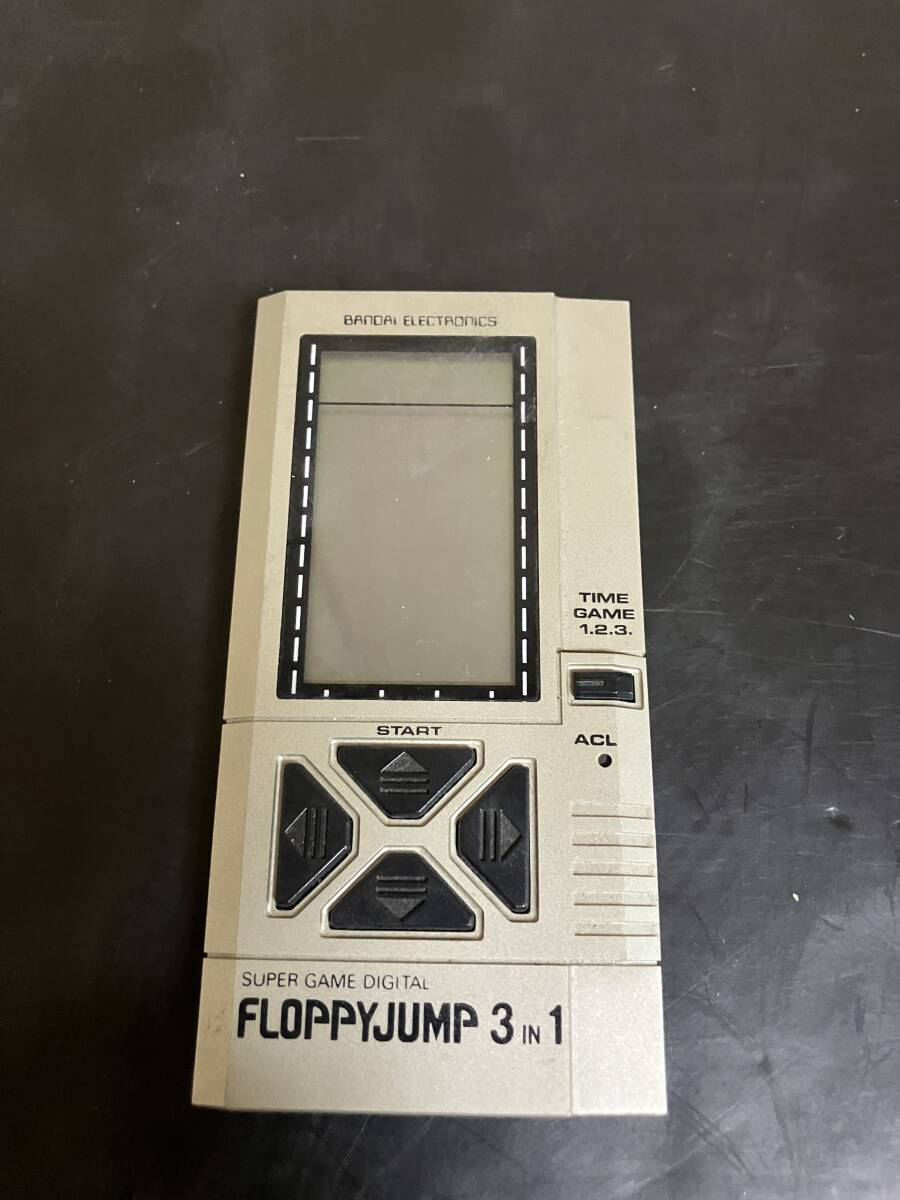 BANDAI ELECTRONICS
TIME
GAME
1.2.3.
START
ACL
SUPER GAME DIGITAL
FLOPPYJUMP 3 IN 1